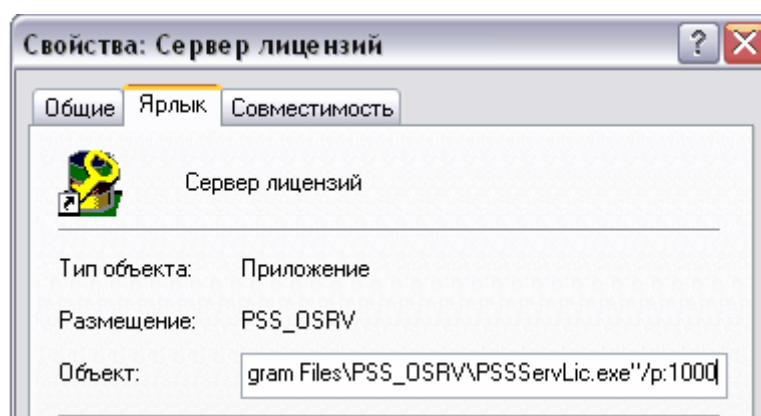 Свойства: Сервер лицензий
Общие Ярлык Совместимость
Сервер лицензий
Тип объекта: Приложение
Размещение: PSS_OSRV
Объект: gram Files\PSS_OSRV\PSSServLic.exe"/p:1000